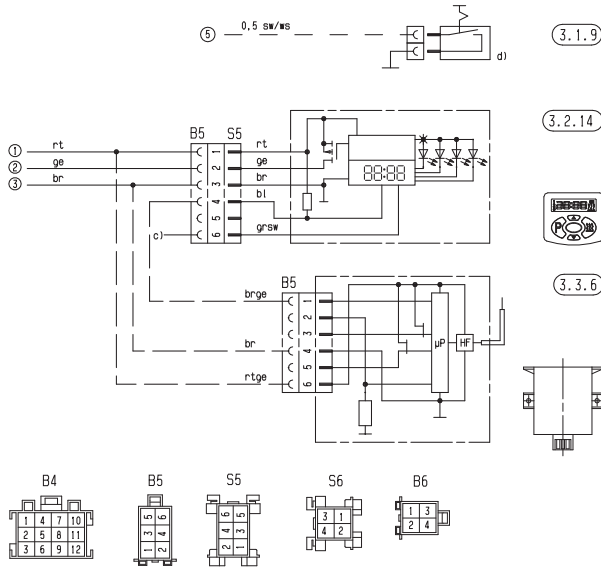 5 0,5 sw/ws
d)
3.1.9
3.2.14
B5 S5
1 rt 1 rt
2 ge 2 ge
3 br 3 br
4 bl
5
c) 6 grsw
88:88
P
3.3.6
B5
brge 1
2
3
br 4
5
rtge 6
µP
HF
B4 B5 S5 S6 B6
1 4 7 10
2 5 8 11
3 6 9 12
5 6
3 4
1 2
6 5
4 3
2 1
3 1
4 2
1 3
2 4